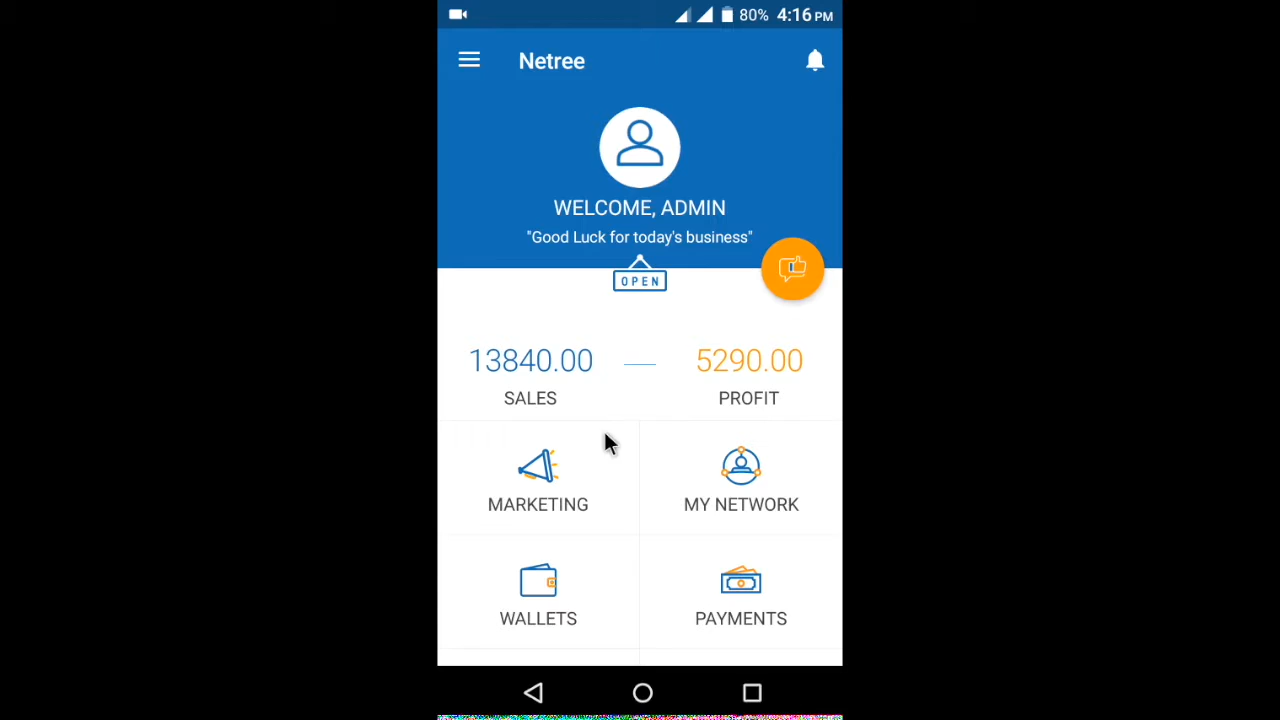 80% 4:16 PM
Netree
WELCOME, ADMIN
"Good Luck for today's business"
OPEN
13840.00 5290.00
SALES PROFIT
MARKETING MY NETWORK
WALLETS PAYMENTS